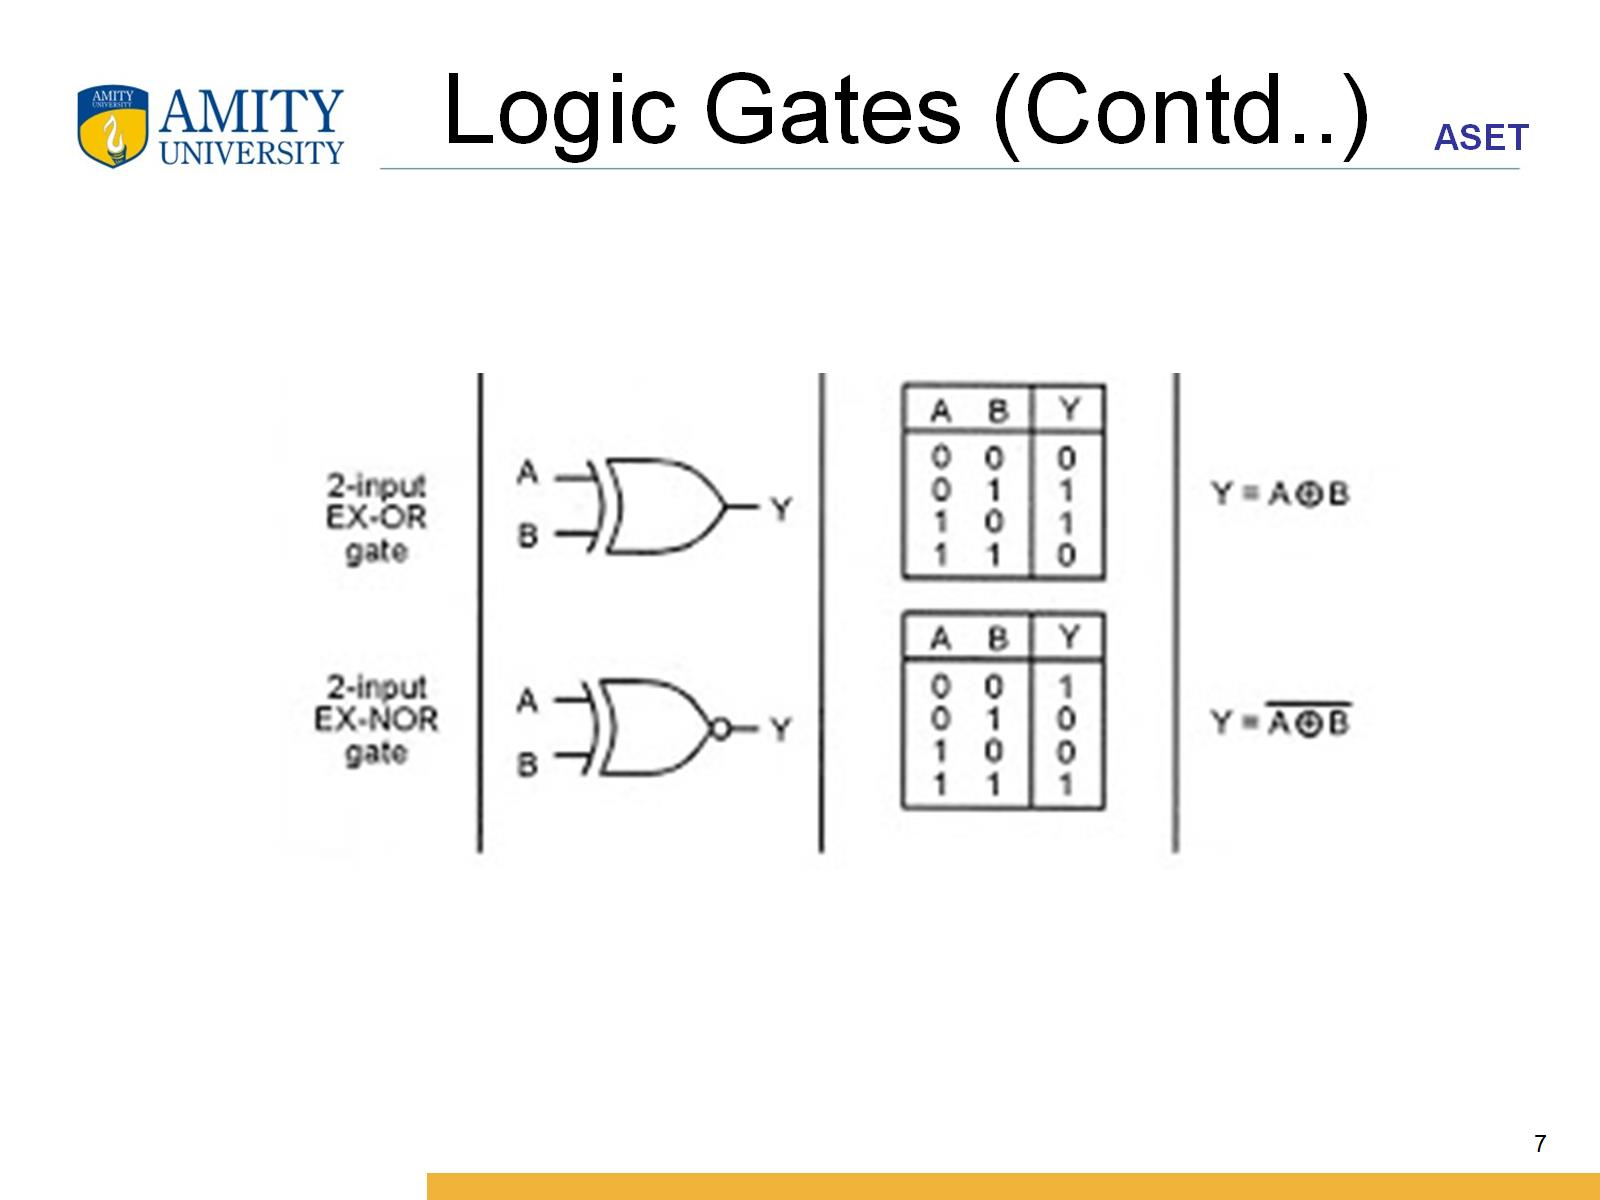 AMITY
UNIVERSITY
AMITY
UNIVERSITY
Logic Gates (Contd..)
ASET
2-input
EX-OR
gate
A
B
Y
A B Y
0 0 0
0 1 1
1 0 1
1 1 0
Y = A⊕B
2-input
EX-NOR
gate
A
B
Y
A B Y
0 0 1
0 1 0
1 0 0
1 1 1
Y = A̅⊕̅B̅
7